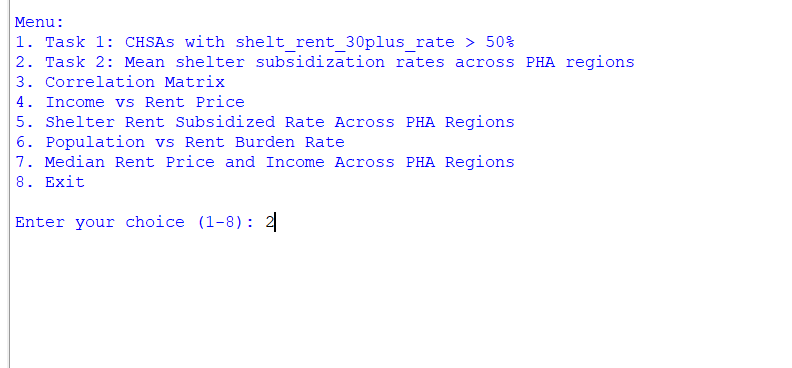 Menu:
1. Task 1: CHSAs with shelt_rent_30plus_rate > 50%
2. Task 2: Mean shelter subsidization rates across PHA regions
3. Correlation Matrix
4. Income vs Rent Price
5. Shelter Rent Subsidized Rate Across PHA Regions
6. Population vs Rent Burden Rate
7. Median Rent Price and Income Across PHA Regions
8. Exit
Enter your choice (1-8): 2